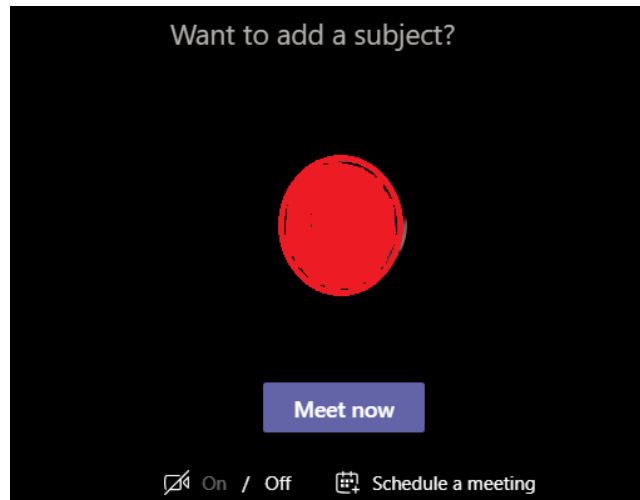 Want to add a subject?
Meet now
On / Off Schedule a meeting